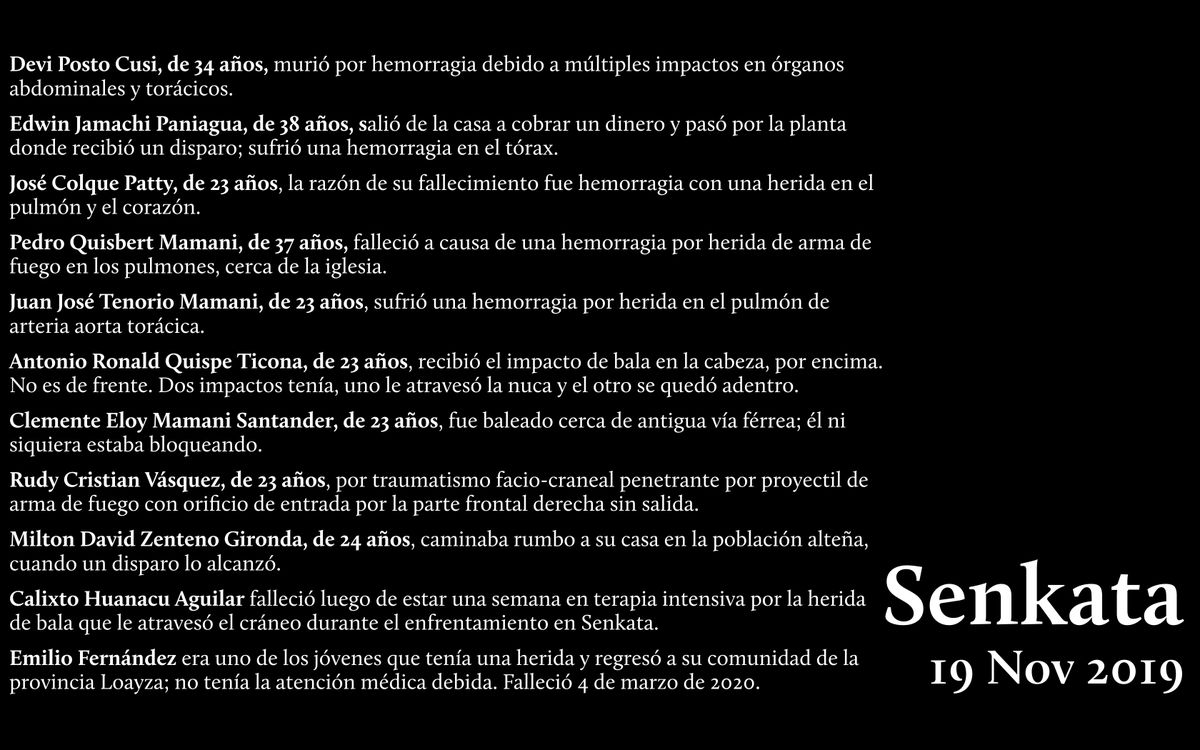 Devi Posto Cusi, de 34 años, murió por hemorragia debido a múltiples impactos en órganos
abdominales y torácicos.
Edwin Jamachi Paniagua, de 38 años, salió de la casa a cobrar un dinero y pasó por la planta
donde recibió un disparo; sufrió una hemorragia en el tórax.
José Colque Patty, de 23 años, la razón de su fallecimiento fue hemorragia con una herida en el
pulmón y el corazón.
Pedro Quisbert Mamani, de 37 años, falleció a causa de una hemorragia por herida de arma de
fuego en los pulmones, cerca de la iglesia.
Juan José Tenorio Mamani, de 23 años, sufrió una hemorragia por herida en el pulmón de
arteria aorta torácica.
Antonio Ronald Quispe Ticona, de 23 años, recibió el impacto de bala en la cabeza, por encima.
No es de frente. Dos impactos tenía, uno le atravesó la nuca y el otro se quedó adentro.
Clemente Eloy Mamani Santander, de 23 años, fue baleado cerca de antigua vía férrea; él ni
siquiera estaba bloqueando.
Rudy Cristian Vásquez, de 23 años, por traumatismo facio-craneal penetrante por proyectil de
arma de fuego con orificio de entrada por la parte frontal derecha sin salida.
Milton David Zenteno Gironda, de 24 años, caminaba rumbo a su casa en la población alteña,
cuando un disparo lo alcanzó.
Calixto Huanacu Aguilar falleció luego de estar una semana en terapia intensiva por la herida
de bala que le atravesó el cráneo durante el enfrentamiento en Senkata.
Emilio Fernández era uno de los jóvenes que tenía una herida y regresó a su comunidad de la
provincia Loayza; no tenía la atención médica debida. Falleció 4 de marzo de 2020.
Senkata
19 Nov 2019